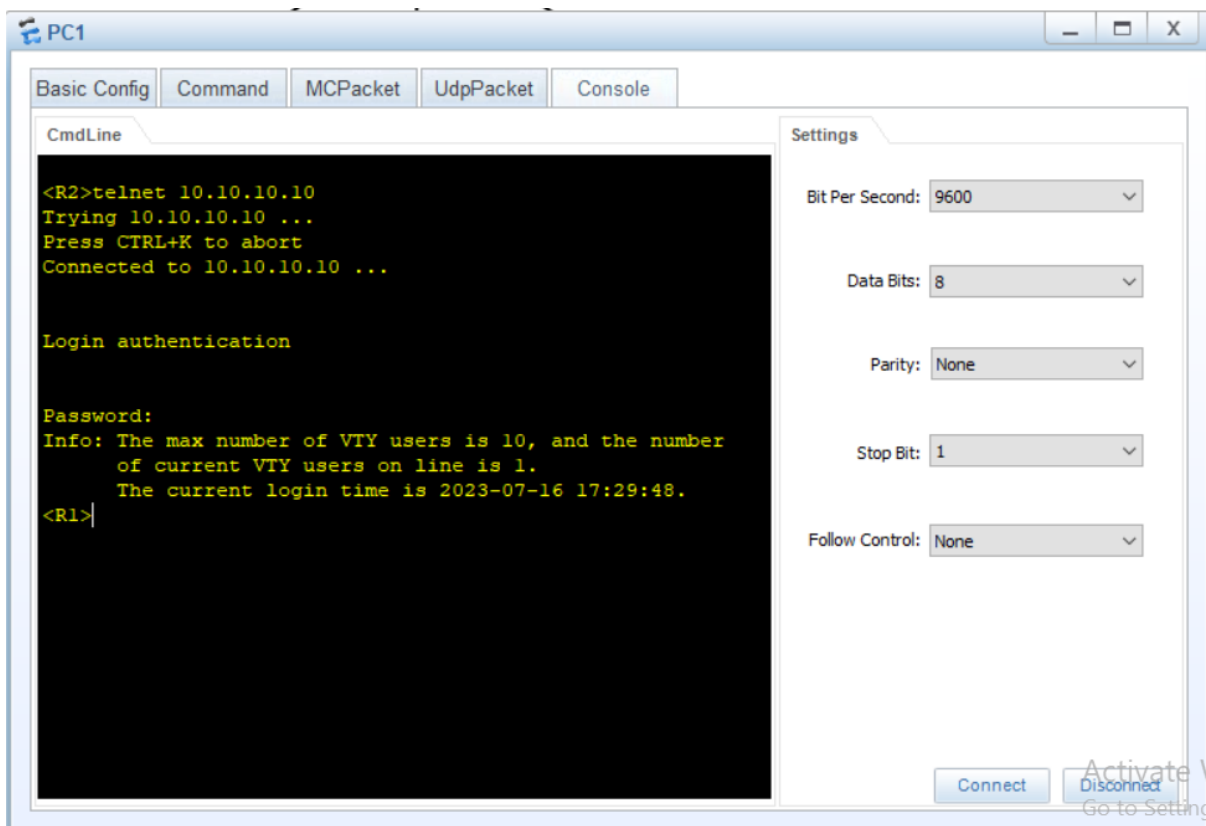 PC1
Basic Config Command MCPacket UdpPacket Console
CmdLine
<R2>telnet 10.10.10.10
Trying 10.10.10.10 ...
Press CTRL+K to abort
Connected to 10.10.10.10 ...
Login authentication
Password:
Info: The max number of VTY users is 10, and the number
of current VTY users on line is 1.
The current login time is 2023-07-16 17:29:48.
<R1>
Settings
Bit Per Second: 9600
Data Bits: 8
Parity: None
Stop Bit: 1
Follow Control: None
Connect Disconnect
Activate
Go to